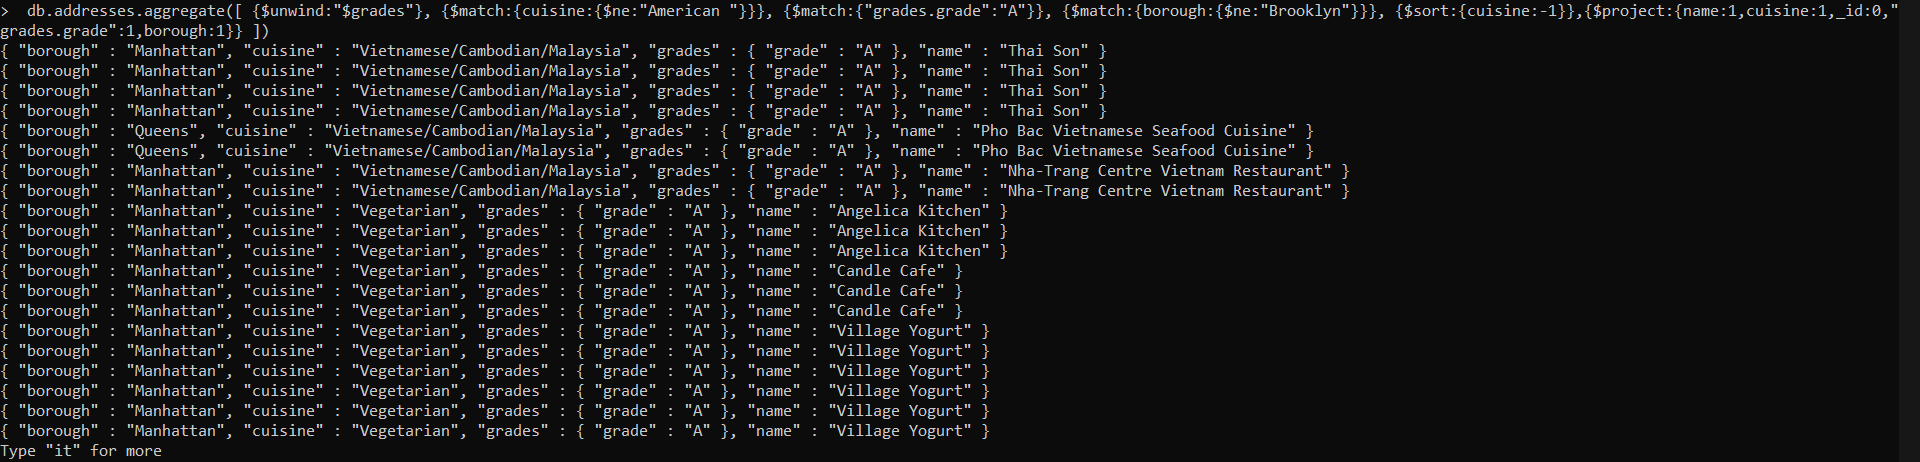 >  db.addresses.aggregate([ {$unwind:"$grades"}, {$match:{cuisine:{$ne:"American "}}}, {$match:{"grades.grade":"A"}}, {$match:{borough:{$ne:"Brooklyn"}}}, {$sort:{cuisine:-1}},{$project:{name:1,cuisine:1,_id:0,"
grades.grade":1,borough:1}} ])
{ "borough" : "Manhattan", "cuisine" : "Vietnamese/Cambodian/Malaysia", "grades" : { "grade" : "A" }, "name" : "Thai Son" }
{ "borough" : "Manhattan", "cuisine" : "Vietnamese/Cambodian/Malaysia", "grades" : { "grade" : "A" }, "name" : "Thai Son" }
{ "borough" : "Manhattan", "cuisine" : "Vietnamese/Cambodian/Malaysia", "grades" : { "grade" : "A" }, "name" : "Thai Son" }
{ "borough" : "Manhattan", "cuisine" : "Vietnamese/Cambodian/Malaysia", "grades" : { "grade" : "A" }, "name" : "Thai Son" }
{ "borough" : "Queens", "cuisine" : "Vietnamese/Cambodian/Malaysia", "grades" : { "grade" : "A" }, "name" : "Pho Bac Vietnamese Seafood Cuisine" }
{ "borough" : "Queens", "cuisine" : "Vietnamese/Cambodian/Malaysia", "grades" : { "grade" : "A" }, "name" : "Pho Bac Vietnamese Seafood Cuisine" }
{ "borough" : "Manhattan", "cuisine" : "Vietnamese/Cambodian/Malaysia", "grades" : { "grade" : "A" }, "name" : "Nha-Trang Centre Vietnam Restaurant" }
{ "borough" : "Manhattan", "cuisine" : "Vietnamese/Cambodian/Malaysia", "grades" : { "grade" : "A" }, "name" : "Nha-Trang Centre Vietnam Restaurant" }
{ "borough" : "Manhattan", "cuisine" : "Vegetarian", "grades" : { "grade" : "A" }, "name" : "Angelica Kitchen" }
{ "borough" : "Manhattan", "cuisine" : "Vegetarian", "grades" : { "grade" : "A" }, "name" : "Angelica Kitchen" }
{ "borough" : "Manhattan", "cuisine" : "Vegetarian", "grades" : { "grade" : "A" }, "name" : "Angelica Kitchen" }
{ "borough" : "Manhattan", "cuisine" : "Vegetarian", "grades" : { "grade" : "A" }, "name" : "Candle Cafe" }
{ "borough" : "Manhattan", "cuisine" : "Vegetarian", "grades" : { "grade" : "A" }, "name" : "Candle Cafe" }
{ "borough" : "Manhattan", "cuisine" : "Vegetarian", "grades" : { "grade" : "A" }, "name" : "Candle Cafe" }
{ "borough" : "Manhattan", "cuisine" : "Vegetarian", "grades" : { "grade" : "A" }, "name" : "Village Yogurt" }
{ "borough" : "Manhattan", "cuisine" : "Vegetarian", "grades" : { "grade" : "A" }, "name" : "Village Yogurt" }
{ "borough" : "Manhattan", "cuisine" : "Vegetarian", "grades" : { "grade" : "A" }, "name" : "Village Yogurt" }
{ "borough" : "Manhattan", "cuisine" : "Vegetarian", "grades" : { "grade" : "A" }, "name" : "Village Yogurt" }
{ "borough" : "Manhattan", "cuisine" : "Vegetarian", "grades" : { "grade" : "A" }, "name" : "Village Yogurt" }
{ "borough" : "Manhattan", "cuisine" : "Vegetarian", "grades" : { "grade" : "A" }, "name" : "Village Yogurt" }
Type "it" for more